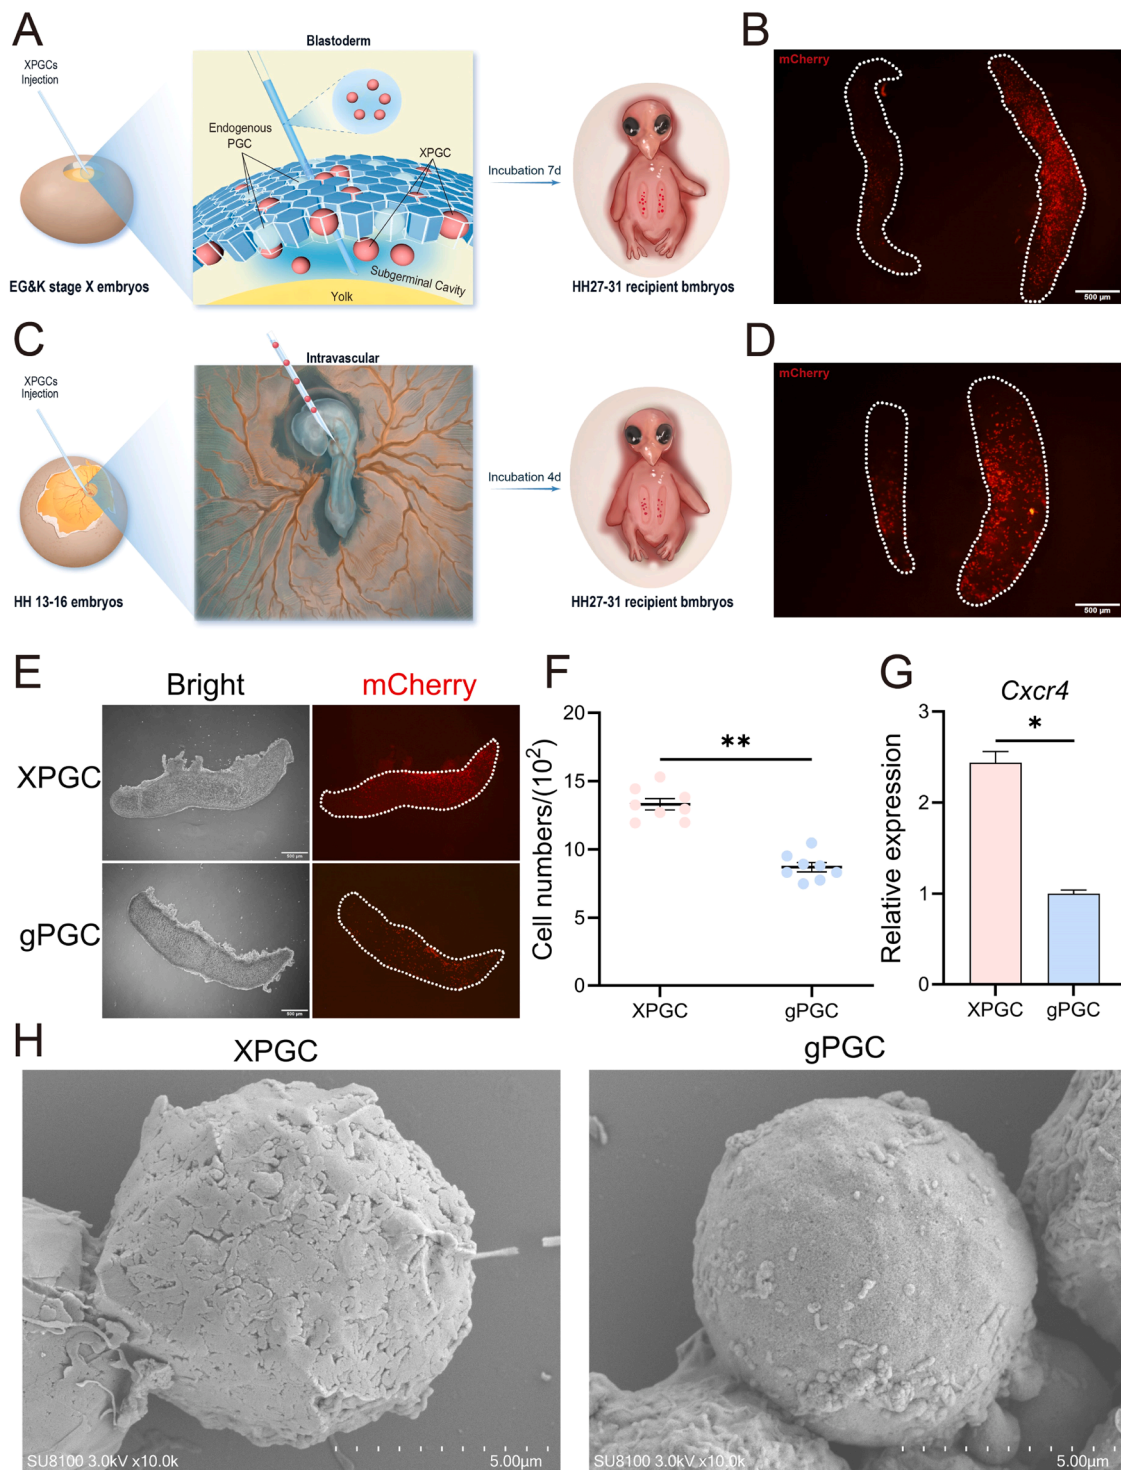 A
XPGCs
Injection
EG&K stage X embryos
Blastoderm
Endogenous
PGC
XPGC
Subgerminal Cavity
Yolk
Incubation 7d
HH27-31 recipient bmbryos
B
mCherry
500 μm
C
XPGCs
Injection
HH 13-16 embryos
Intravascular
Incubation 4d
HH27-31 recipient bmbryos
D
mCherry
500 μm
E
Bright
mCherry
XPGC
500 μm
gPGC
500 μm
F
Cell numbers/(10²)
20
15
10
5
0
**
XPGC
gPGC
G
Cxcr4
Relative expression
3
2
1
0
*
XPGC
gPGC
H
XPGC
SU8100 3.0kV x10.0k
5.00μm
gPGC
SU8100 3.0kV x10.0k
5.00μm